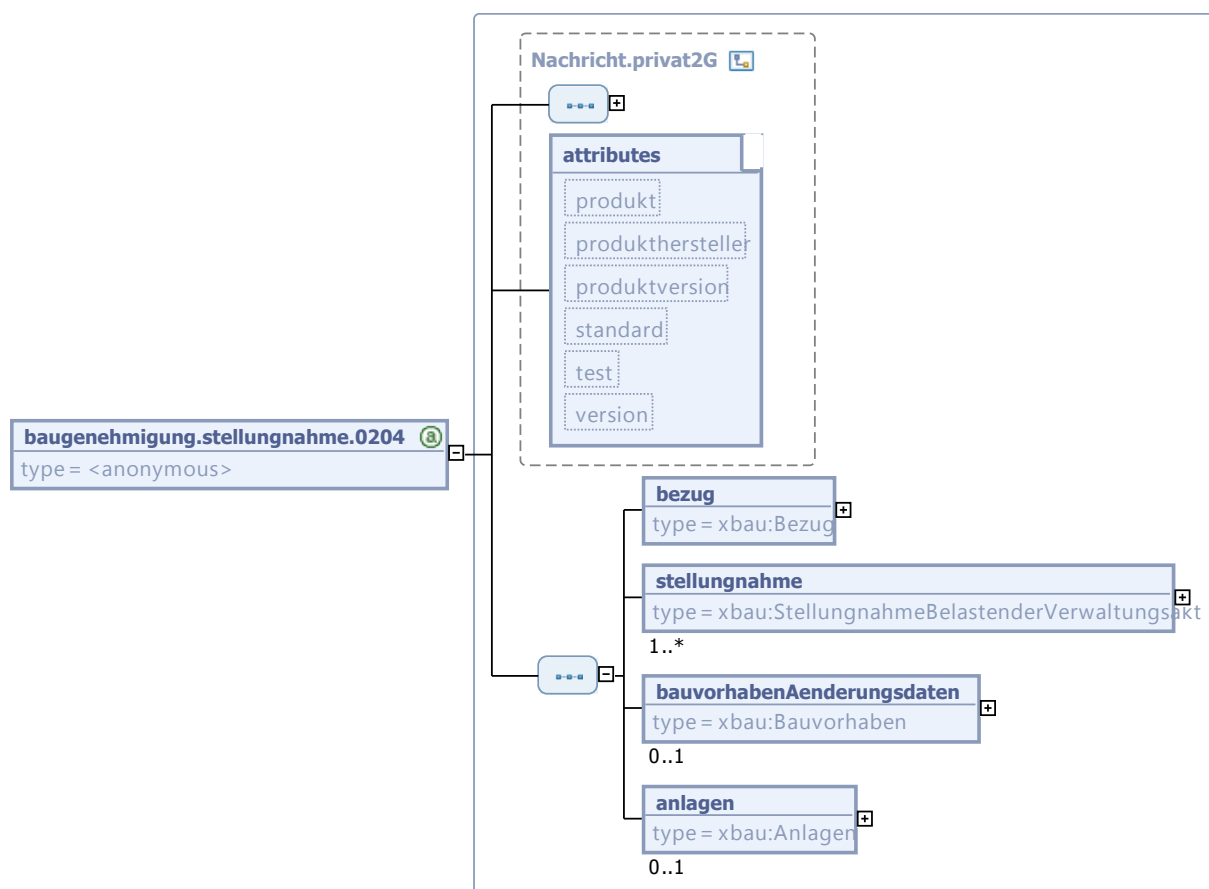 Nachricht.privat2G
attributes
produkt
produkthersteller
produktversion
standard
test
version
baugenehmigung.stellungnahme.0204 a
type = <anonymous>
bezug
type = xbau:Bezug
stellungnahme
type = xbau:StellungnahmeBelastenderVerwaltungsakt
1..*
bauvorhabenAenderungsdaten
type = xbau:Bauvorhaben
0..1
anlagen
type = xbau:Anlagen
0..1